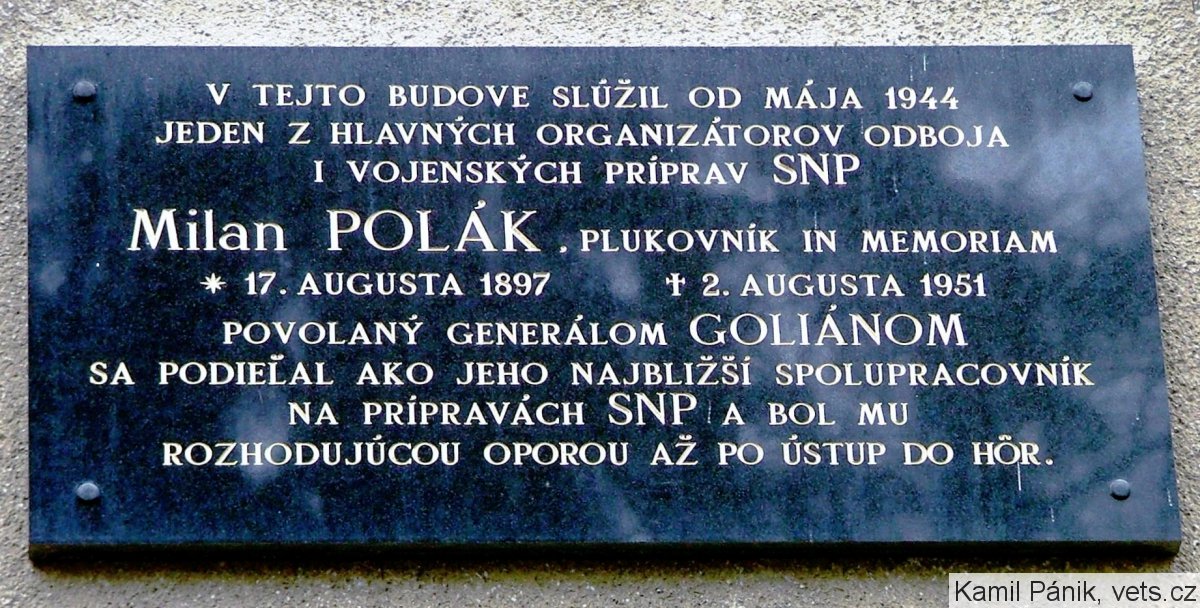 V TEJTO BUDOVE SLÚŽIL OD MÁJA 1944
JEDEN Z HLAVNÝCH ORGANIZÁTOROV ODBOJA
I VOJENSKÝCH PRÍPRAV SNP
Milan POLÁK , PLUKOVNÍK IN MEMORIAM
* 17. AUGUSTA 1897 † 2. AUGUSTA 1951
POVOLANÝ GENERÁLOM GOLIÁNOM
SA PODIEĽAL AKO JEHO NAJBLIŽŠÍ SPOLUPRACOVNÍK
NA PRÍPRAVÁCH SNP A BOL MU
ROZHODUJÚCOU OPOROU AŽ PO ÚSTUP DO HÔR.
Kamil Pánik, vets.cz